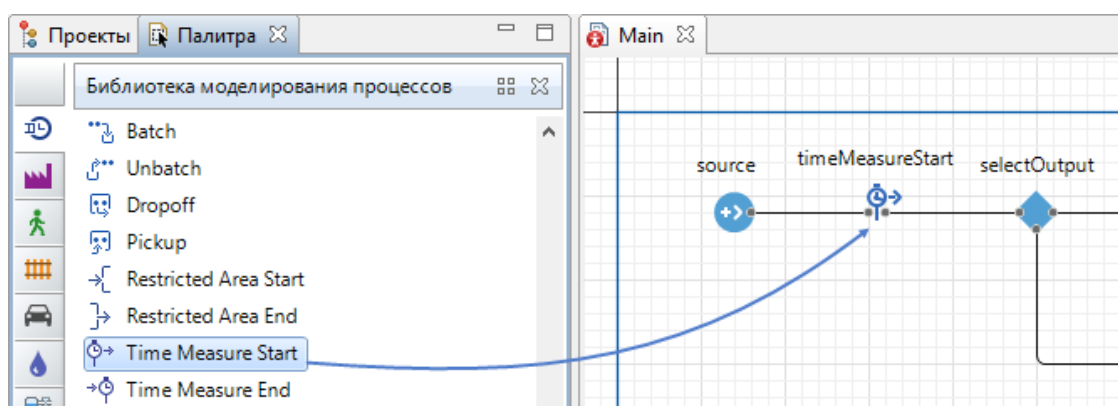 Проекты Палитра
Main
Библиотека моделирования процессов
Batch
Unbatch
Dropoff
Pickup
Restricted Area Start
Restricted Area End
Time Measure Start
Time Measure End
source timeMeasureStart selectOutput